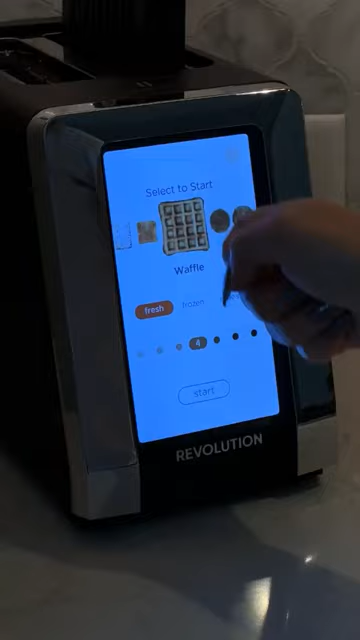 Select to Start
Waffle
fresh frozen
4
start
REVOLUTION